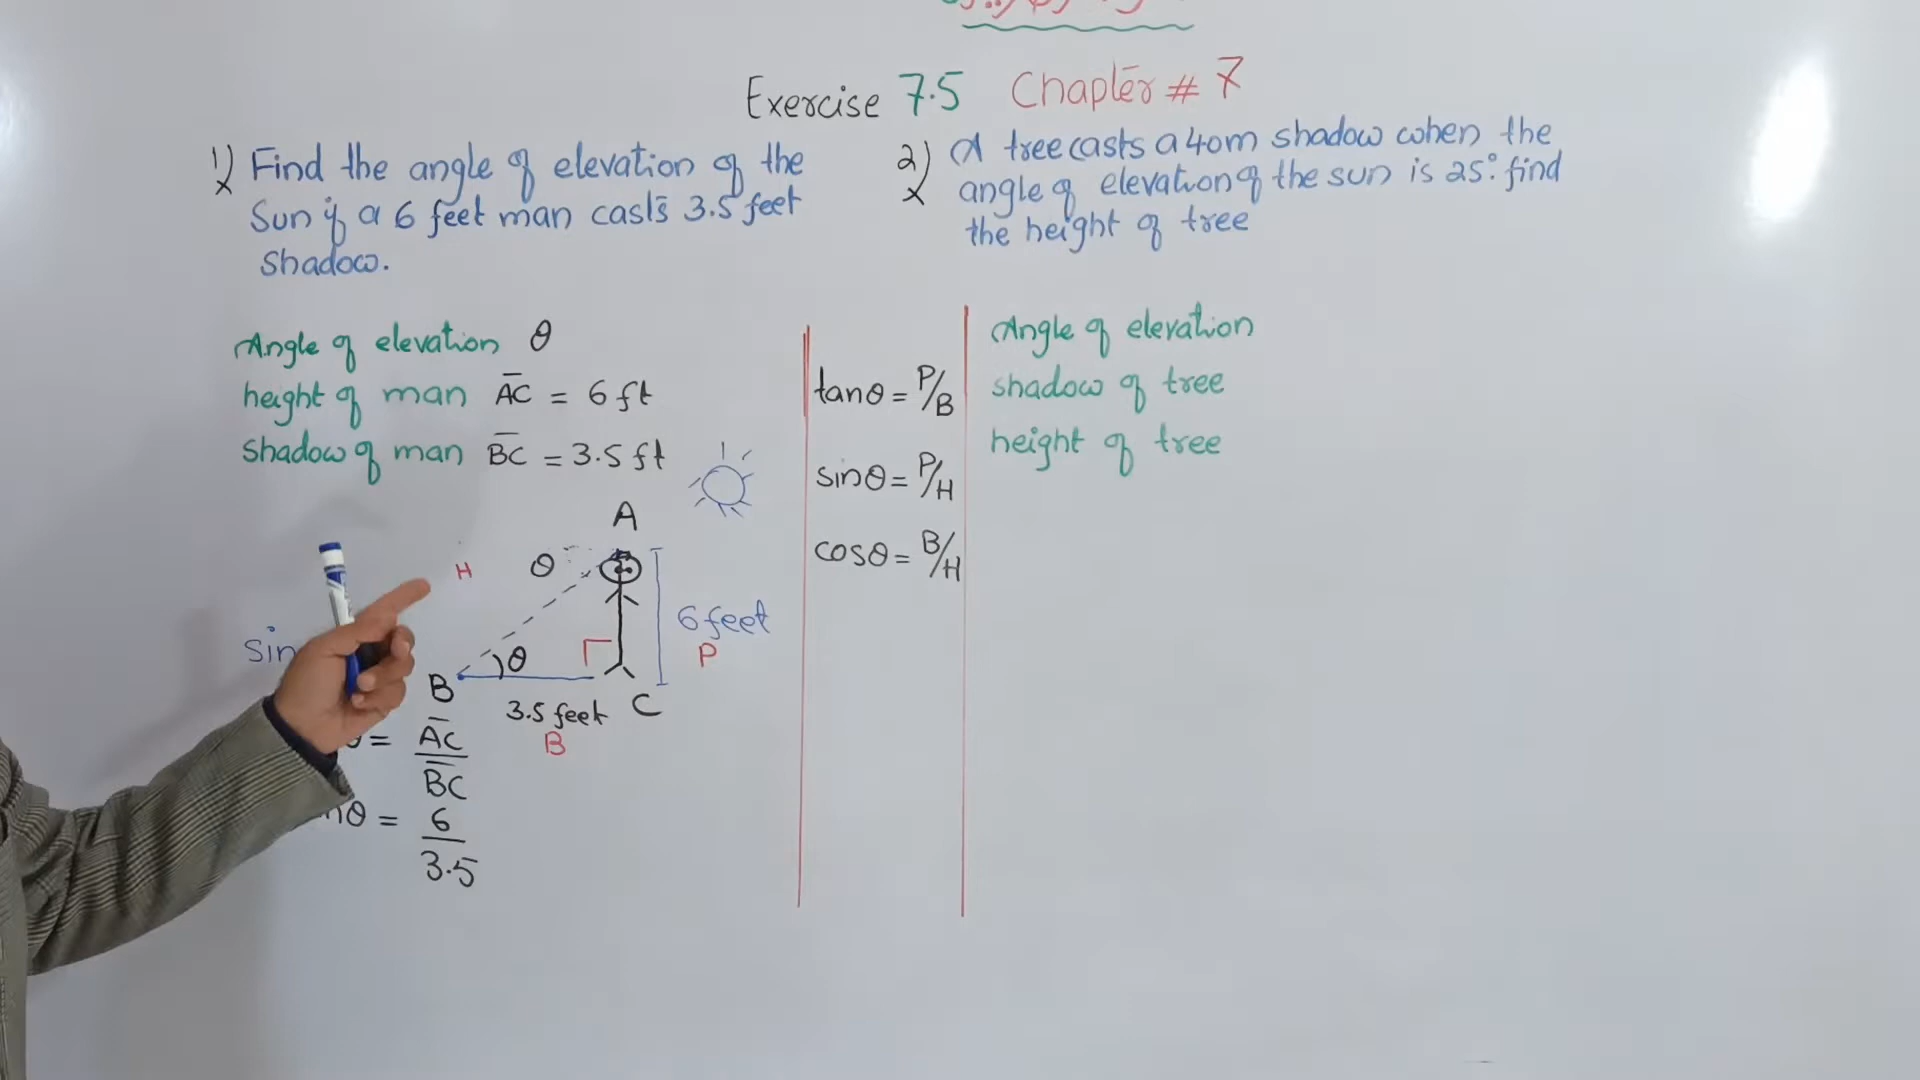 Exercise 7.5 Chapter # 7
1) Find the angle of elevation of the
Sun if a 6 feet man casts 3.5 feet
shadow.
2) A tree casts a 40m shadow when the
angle of elevation of the sun is 25°. find
the height of tree
Angle of elevation θ
height of man AC = 6 ft
shadow of man BC = 3.5 ft
A
H θ
6 feet
P
sin
B θ
3.5 feet C
B
θ = AC/BC
θ = 6/3.5
tanθ = P/B
sinθ = P/H
cosθ = B/H
Angle of elevation
shadow of tree
height of tree